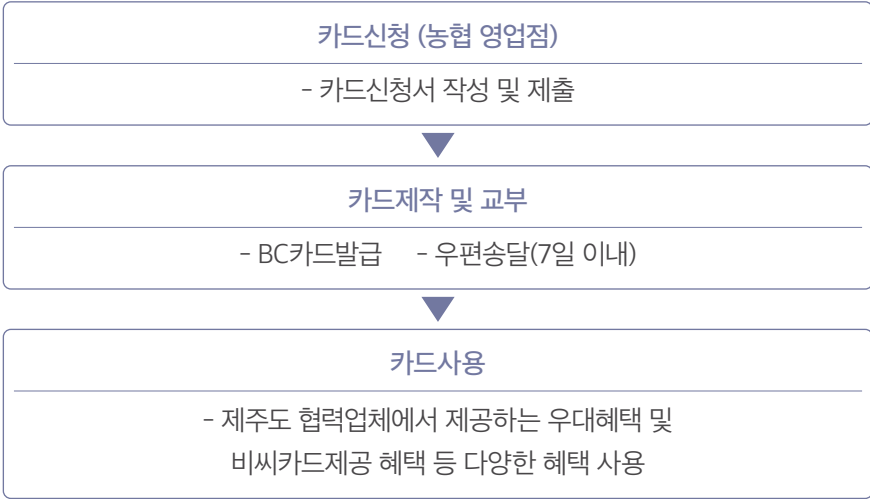 카드신청 (농협 영업점)
- 카드신청서 작성 및 제출
카드제작 및 교부
- BC카드발급 - 우편송달(7일 이내)
카드사용
- 제주도 협력업체에서 제공하는 우대혜택 및
비씨카드제공 혜택 등 다양한 혜택 사용